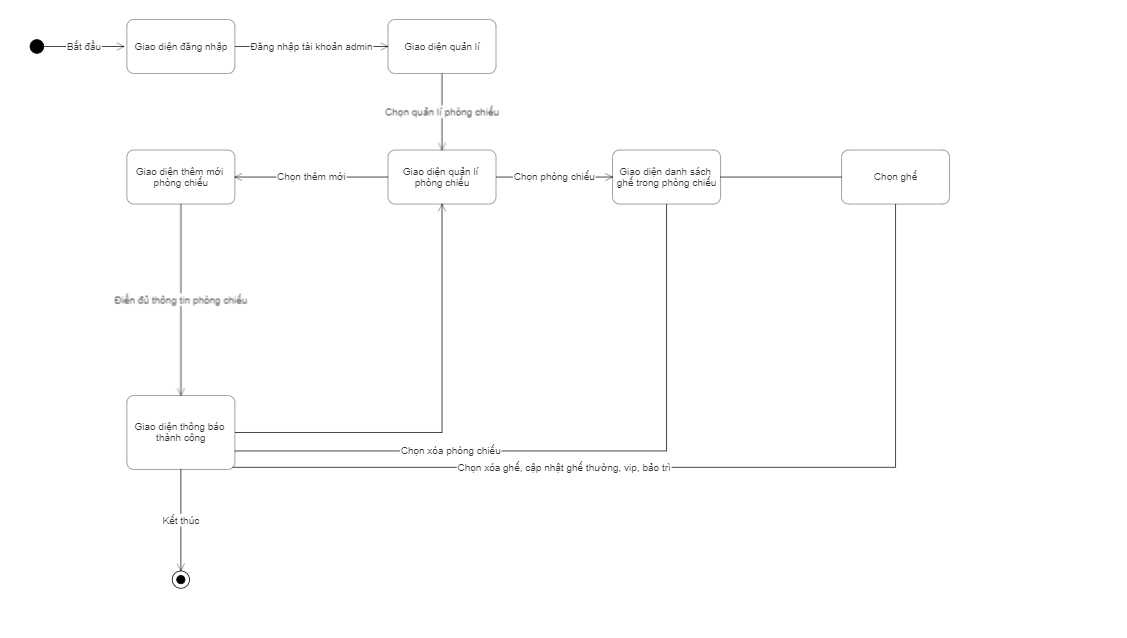 Bắt đầu
Giao diện đăng nhập
Đăng nhập tài khoản admin
Giao diện quản lí
Chọn quản lí phòng chiếu
Giao diện thêm mới
phòng chiếu
Chọn thêm mới
Giao diện quản lí
phòng chiếu
Chọn phòng chiếu
Giao diện danh sách
ghế trong phòng chiếu
Chọn ghế
Điền đủ thông tin phòng chiếu
Giao diện thông báo
thành công
Chọn xóa phòng chiếu
Chọn xóa ghế, cập nhật ghế thường, vip, bảo trì
Kết thúc